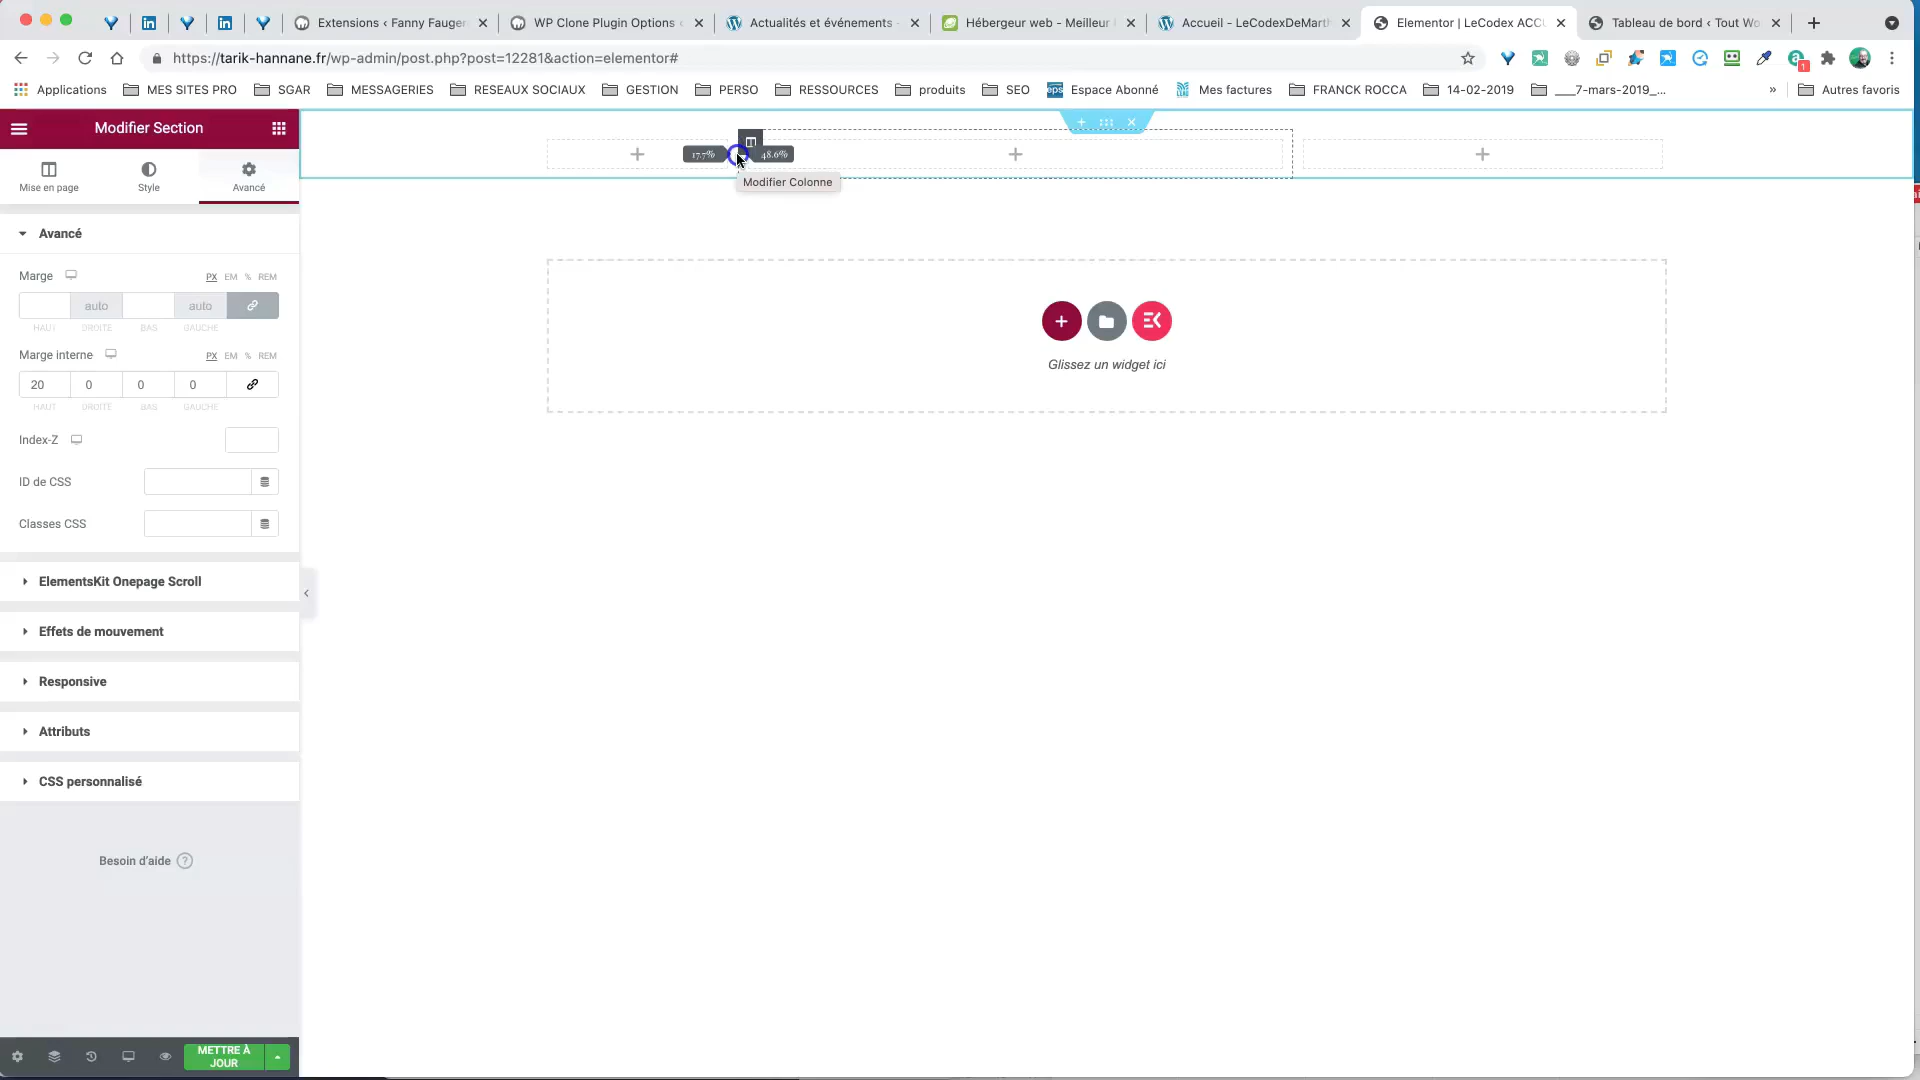 Extensions ‹ Fanny Fauger
WP Clone Plugin Options ‹
Actualités et événements -
Hébergeur web - Meilleur
Accueil - LeCodexDeMarth
Elementor | LeCodex ACCU
Tableau de bord ‹ Tout Wo
https://tarik-hannane.fr/wp-admin/post.php?post=12281&action=elementor#
1
Applications
MES SITES PRO
SGAR
MESSAGERIES
RESEAUX SOCIAUX
GESTION
PERSO
RESSOURCES
produits
SEO
eps
Espace Abonné
Mes factures
FRANCK ROCCA
14-02-2019
___7-mars-2019_...
»
Autres favoris
Modifier Section
Mise en page
Style
Avancé
17.7%
48.6%
Modifier Colonne
Avancé
Marge
PX EM % REM
auto
auto
HAUT DROITE BAS GAUCHE
Marge interne
PX EM % REM
20 0 0 0
HAUT DROITE BAS GAUCHE
Index-Z
ID de CSS
Classes CSS
ElementsKit Onepage Scroll
Effets de mouvement
Responsive
Attributs
CSS personnalisé
Besoin d'aide ?
METTRE À
JOUR
Glissez un widget ici